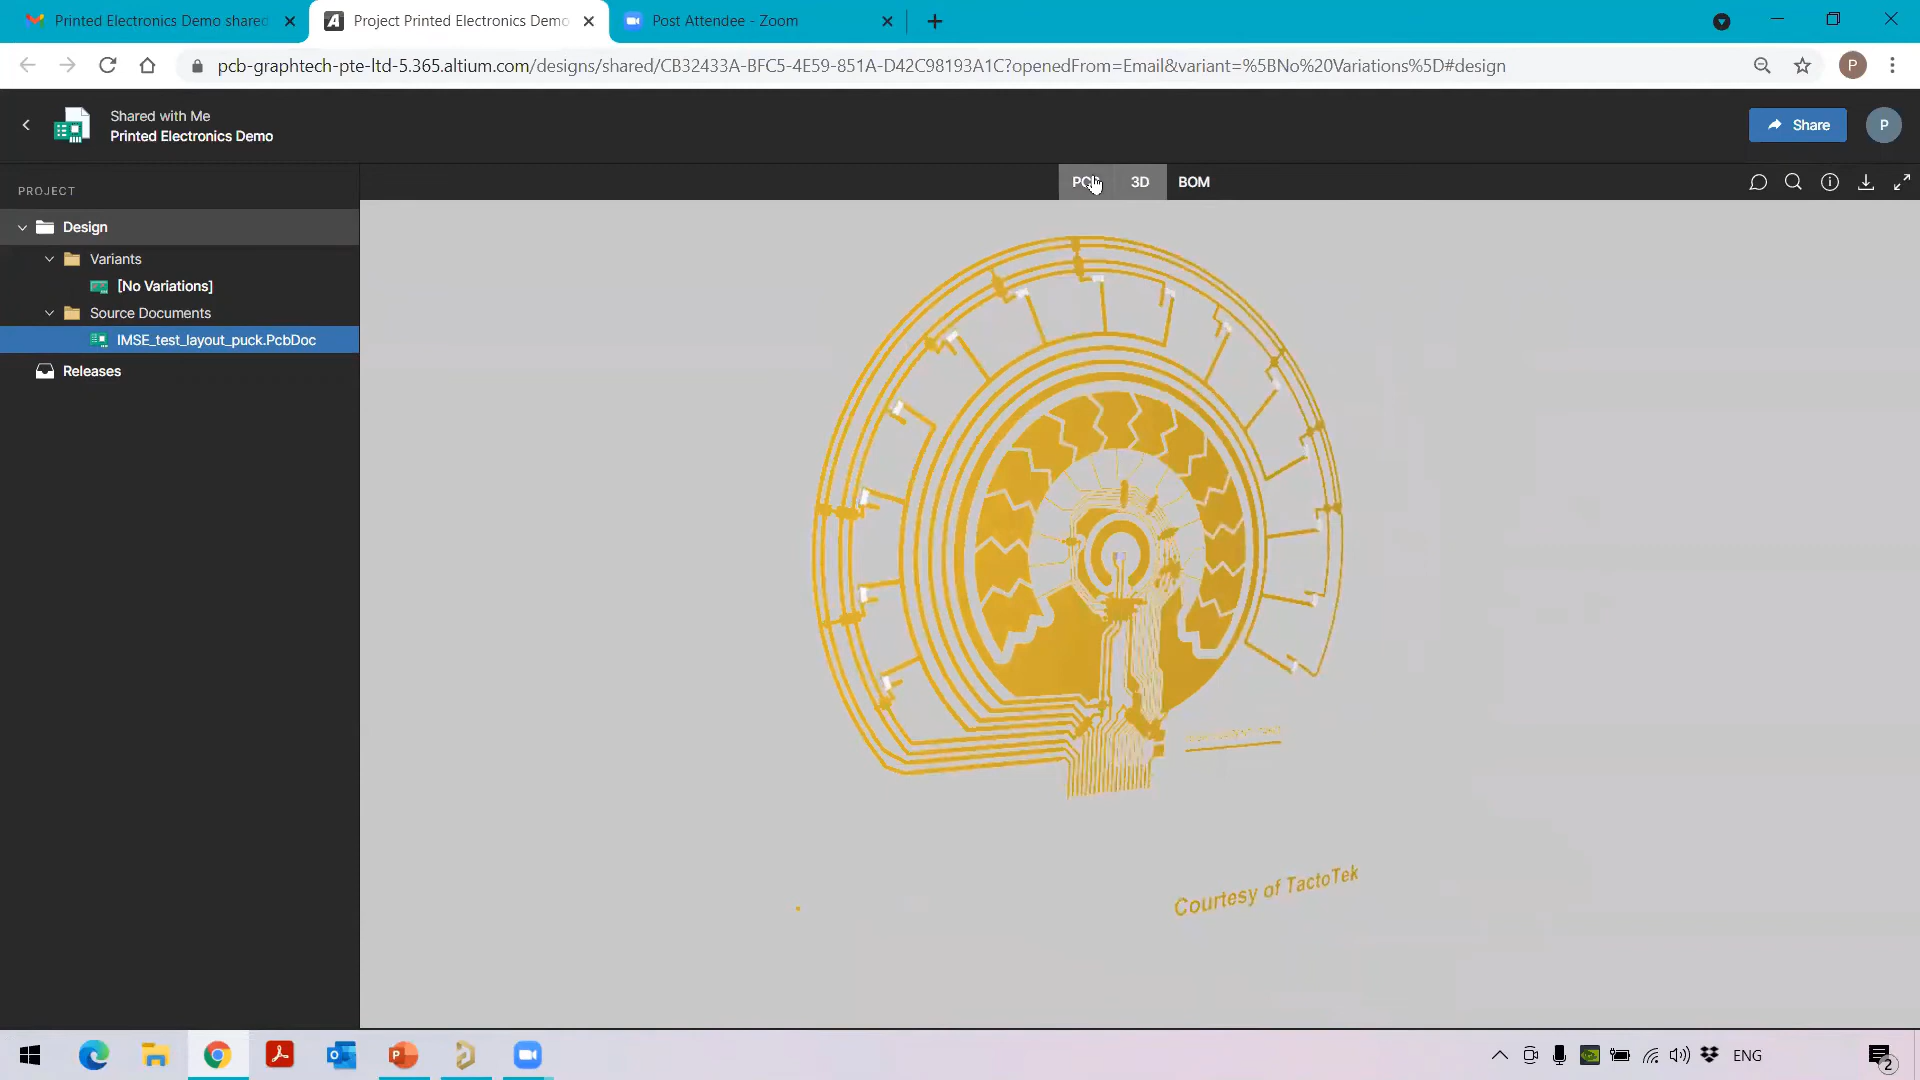 Printed Electronics Demo shared
Project Printed Electronics Demo
Post Attendee - Zoom
pcb-graphtech-pte-ltd-5.365.altium.com/designs/shared/CB32433A-BFC5-4E59-851A-D42C98193A1C?openedFrom=Email&variant=%5BNo%20Variations%5D#design
P
Shared with Me
Printed Electronics Demo
Share
P
PROJECT
PCB
3D
BOM
Design
Variants
[No Variations]
Source Documents
IMSE_test_layout_puck.PcbDoc
Releases
Courtesy of TactoTek
ENG
2